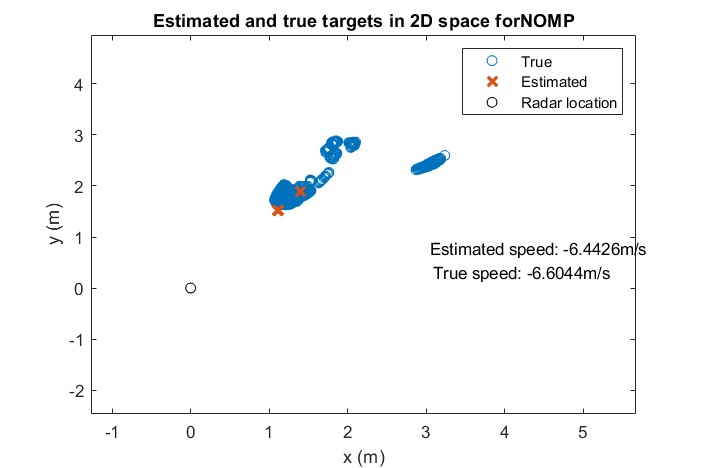 Estimated and true targets in 2D space forNOMP
True
Estimated
Radar location
4
3
2
1
0
-1
-2
y (m)
Estimated speed: -6.4426m/s
True speed: -6.6044m/s
-1 0 1 2 3 4 5
x (m)